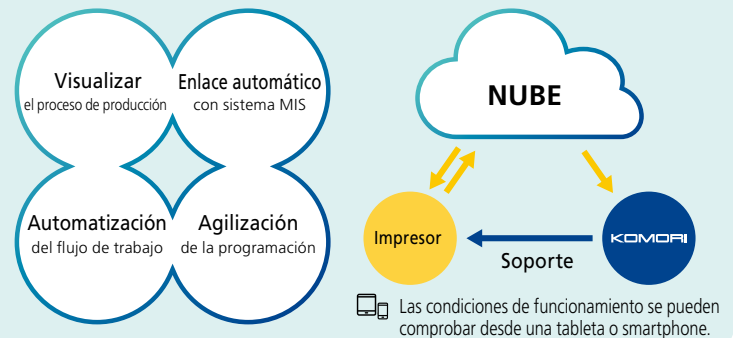 Visualizar
el proceso de producción
Enlace automático
con sistema MIS
Automatización
del flujo de trabajo
Agilización
de la programación
NUBE
Impresor
Soporte
KOMORI
Las condiciones de funcionamiento se pueden
comprobar desde una tableta o smartphone.